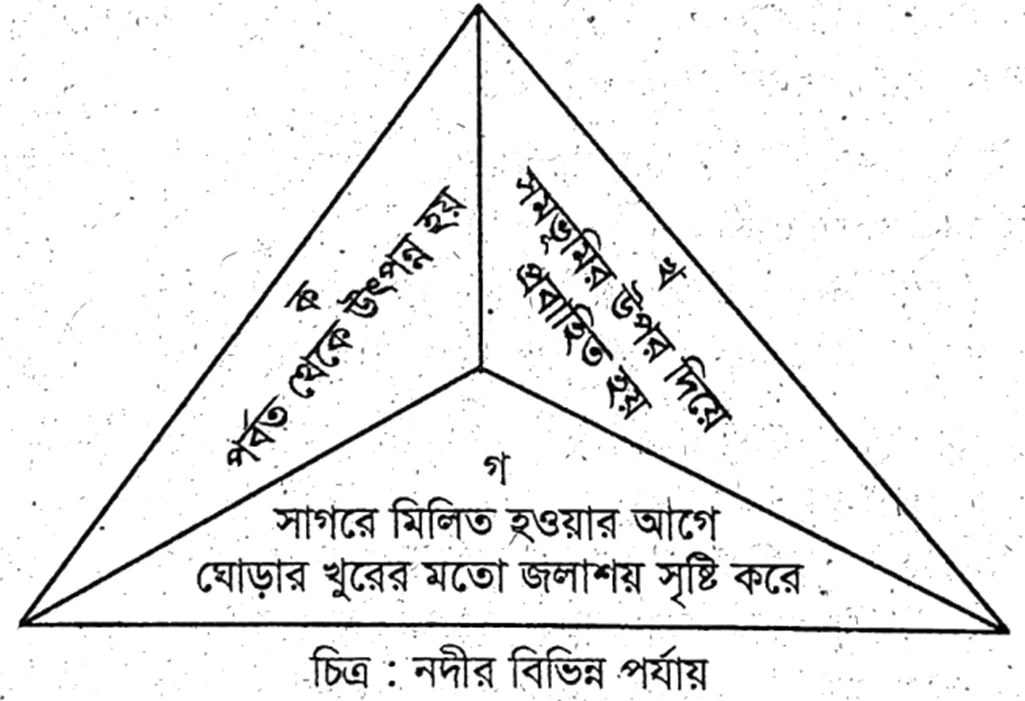 ক
পর্বত থেকে উৎপন্ন হয়
খ
সমভূমির উপর দিয়ে
প্রবাহিত হয়
গ
সাগরে মিলিত হওয়ার আগে
ঘোড়ার খুরের মতো জলাশয় সৃষ্টি করে
চিত্র : নদীর বিভিন্ন পর্যায়